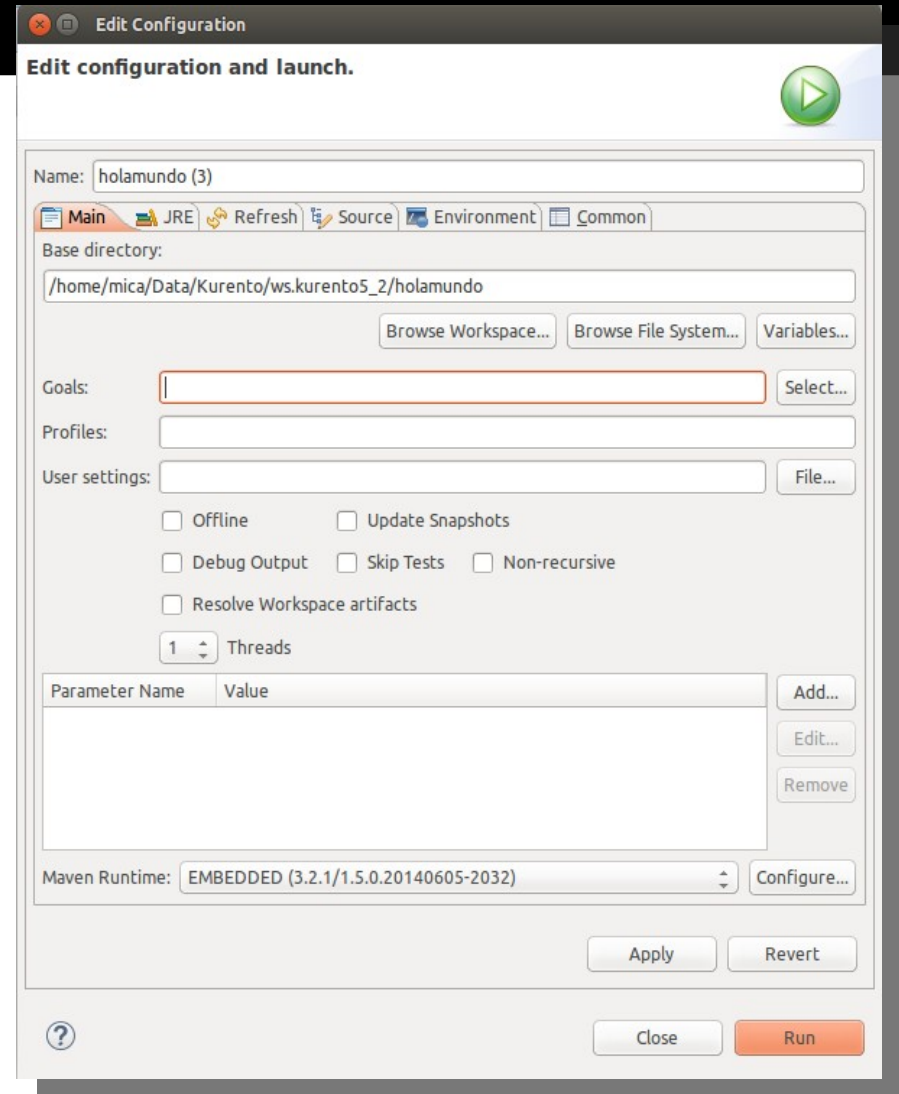 Edit Configuration
Edit configuration and launch.
Name: holamundo (3)
Main JRE Refresh Source Environment Common
Base directory:
/home/mica/Data/Kurento/ws.kurento5_2/holamundo
Browse Workspace... Browse File System... Variables...
Goals: Select...
Profiles:
User settings: File...
Offline Update Snapshots
Debug Output Skip Tests Non-recursive
Resolve Workspace artifacts
1 Threads
Parameter Name Value Add...
Edit...
Remove
Maven Runtime: EMBEDDED (3.2.1/1.5.0.20140605-2032) Configure...
Apply Revert
? Close Run